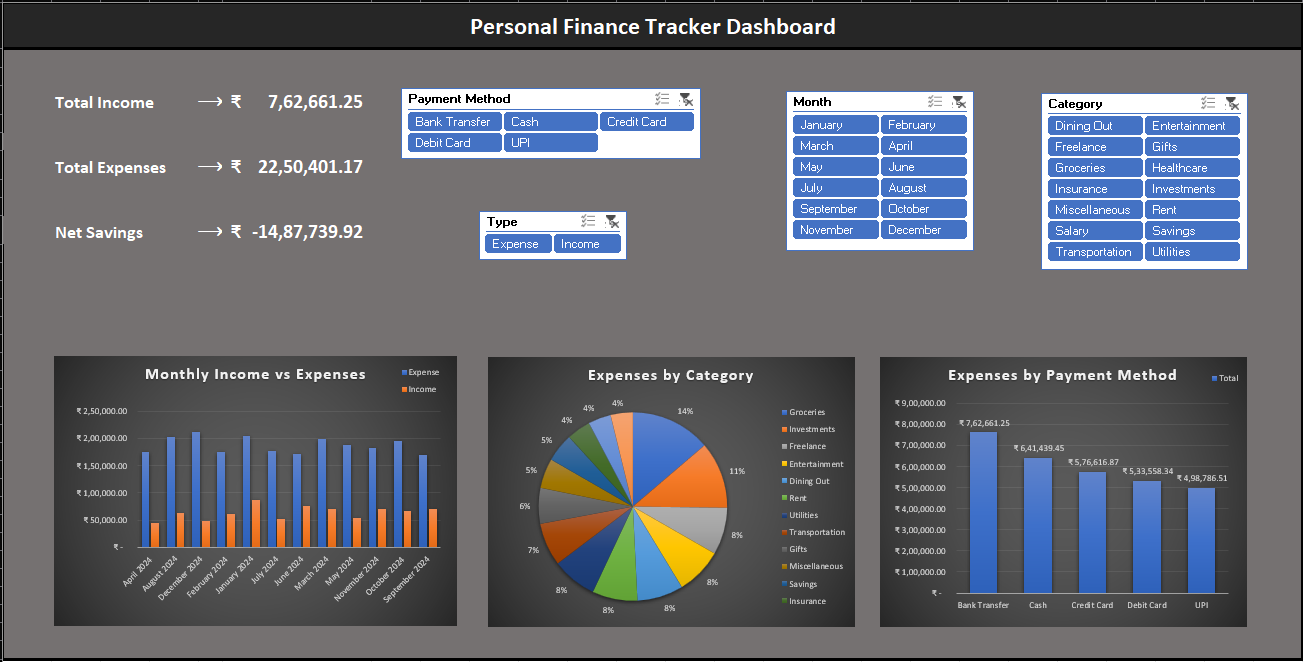 Personal Finance Tracker Dashboard
Total Income → ₹ 7,62,661.25
Total Expenses → ₹ 22,50,401.17
Net Savings → ₹ -14,87,739.92
Payment Method
Bank Transfer Cash Credit Card
Debit Card UPI
Type
Expense Income
Month
January February
March April
May June
July August
September October
November December
Category
Dining Out Entertainment
Freelance Gifts
Groceries Healthcare
Insurance Investments
Miscellaneous Rent
Salary Savings
Transportation Utilities
Monthly Income vs Expenses
Expense
Income
₹ 2,50,000.00
₹ 2,00,000.00
₹ 1,50,000.00
₹ 1,00,000.00
₹ 50,000.00
₹ -
April 2024
August 2024
December 2024
February 2024
January 2024
July 2024
June 2024
March 2024
May 2024
November 2024
October 2024
September 2024
Expenses by Category
14%
11%
8%
8%
8%
8%
8%
7%
6%
5%
5%
4%
4%
4%
Groceries
Investments
Freelance
Entertainment
Dining Out
Rent
Utilities
Transportation
Gifts
Miscellaneous
Savings
Insurance
Expenses by Payment Method
Total
₹ 9,00,000.00
₹ 8,00,000.00
₹ 7,00,000.00
₹ 6,00,000.00
₹ 5,00,000.00
₹ 4,00,000.00
₹ 3,00,000.00
₹ 2,00,000.00
₹ 1,00,000.00
₹ -
₹ 7,62,661.25
₹ 6,41,439.45
₹ 5,76,616.87
₹ 5,33,558.34
₹ 4,98,786.51
Bank Transfer Cash Credit Card Debit Card UPI